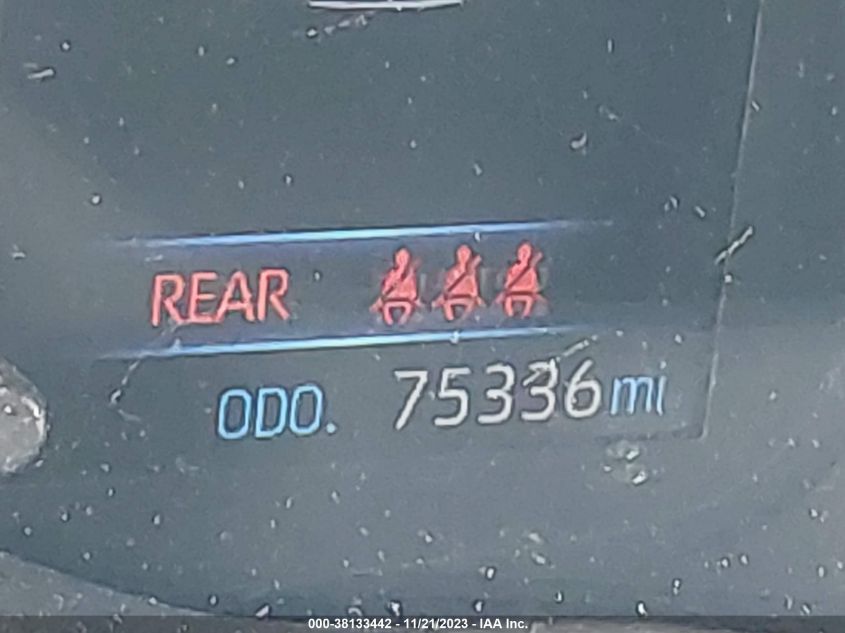 REAR
ODO. 75336mi
000-38133442 - 11/21/2023 - IAA Inc.